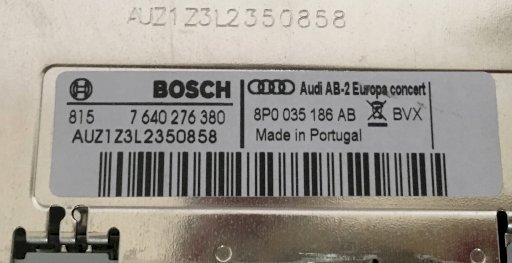 AUZ1Z3L2350858
BOSCH
815 7 640 276 380
AUZ1Z3L2350858
Audi AB-2 Europa concert
8P0 035 186 AB BVX
Made in Portugal